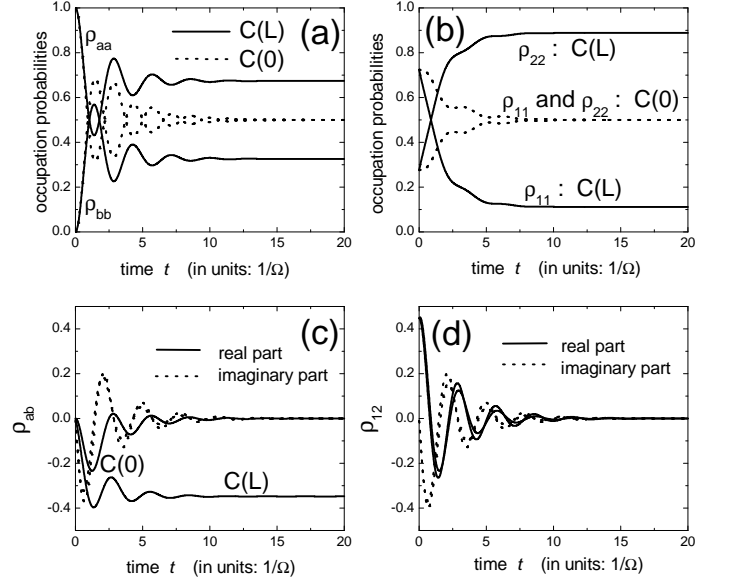 (a)
C(L)
C(0)
ρaa
ρbb
occupation probabilities
1.0
0.8
0.6
0.4
0.2
0.0
0 5 10 15 20
time t (in units: 1/Ω)
(b)
ρ22 : C(L)
ρ11 and ρ22 : C(0)
ρ11 : C(L)
occupation probabilities
1.0
0.8
0.6
0.4
0.2
0.0
0 5 10 15 20
time t (in units: 1/Ω)
(c)
real part
imaginary part
C(0)
C(L)
ρab
0.4
0.2
0.0
-0.2
-0.4
0 5 10 15 20
time t (in units: 1/Ω)
(d)
real part
imaginary part
ρ12
0.4
0.2
0.0
-0.2
-0.4
0 5 10 15 20
time t (in units: 1/Ω)